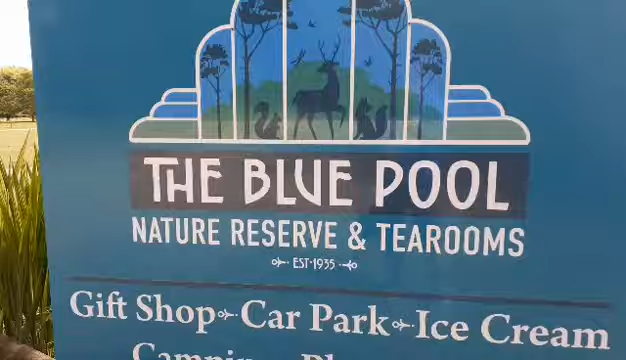 THE BLUE POOL
NATURE RESERVE & TEAROOMS
EST·1935
Gift Shop Car Park Ice Cream